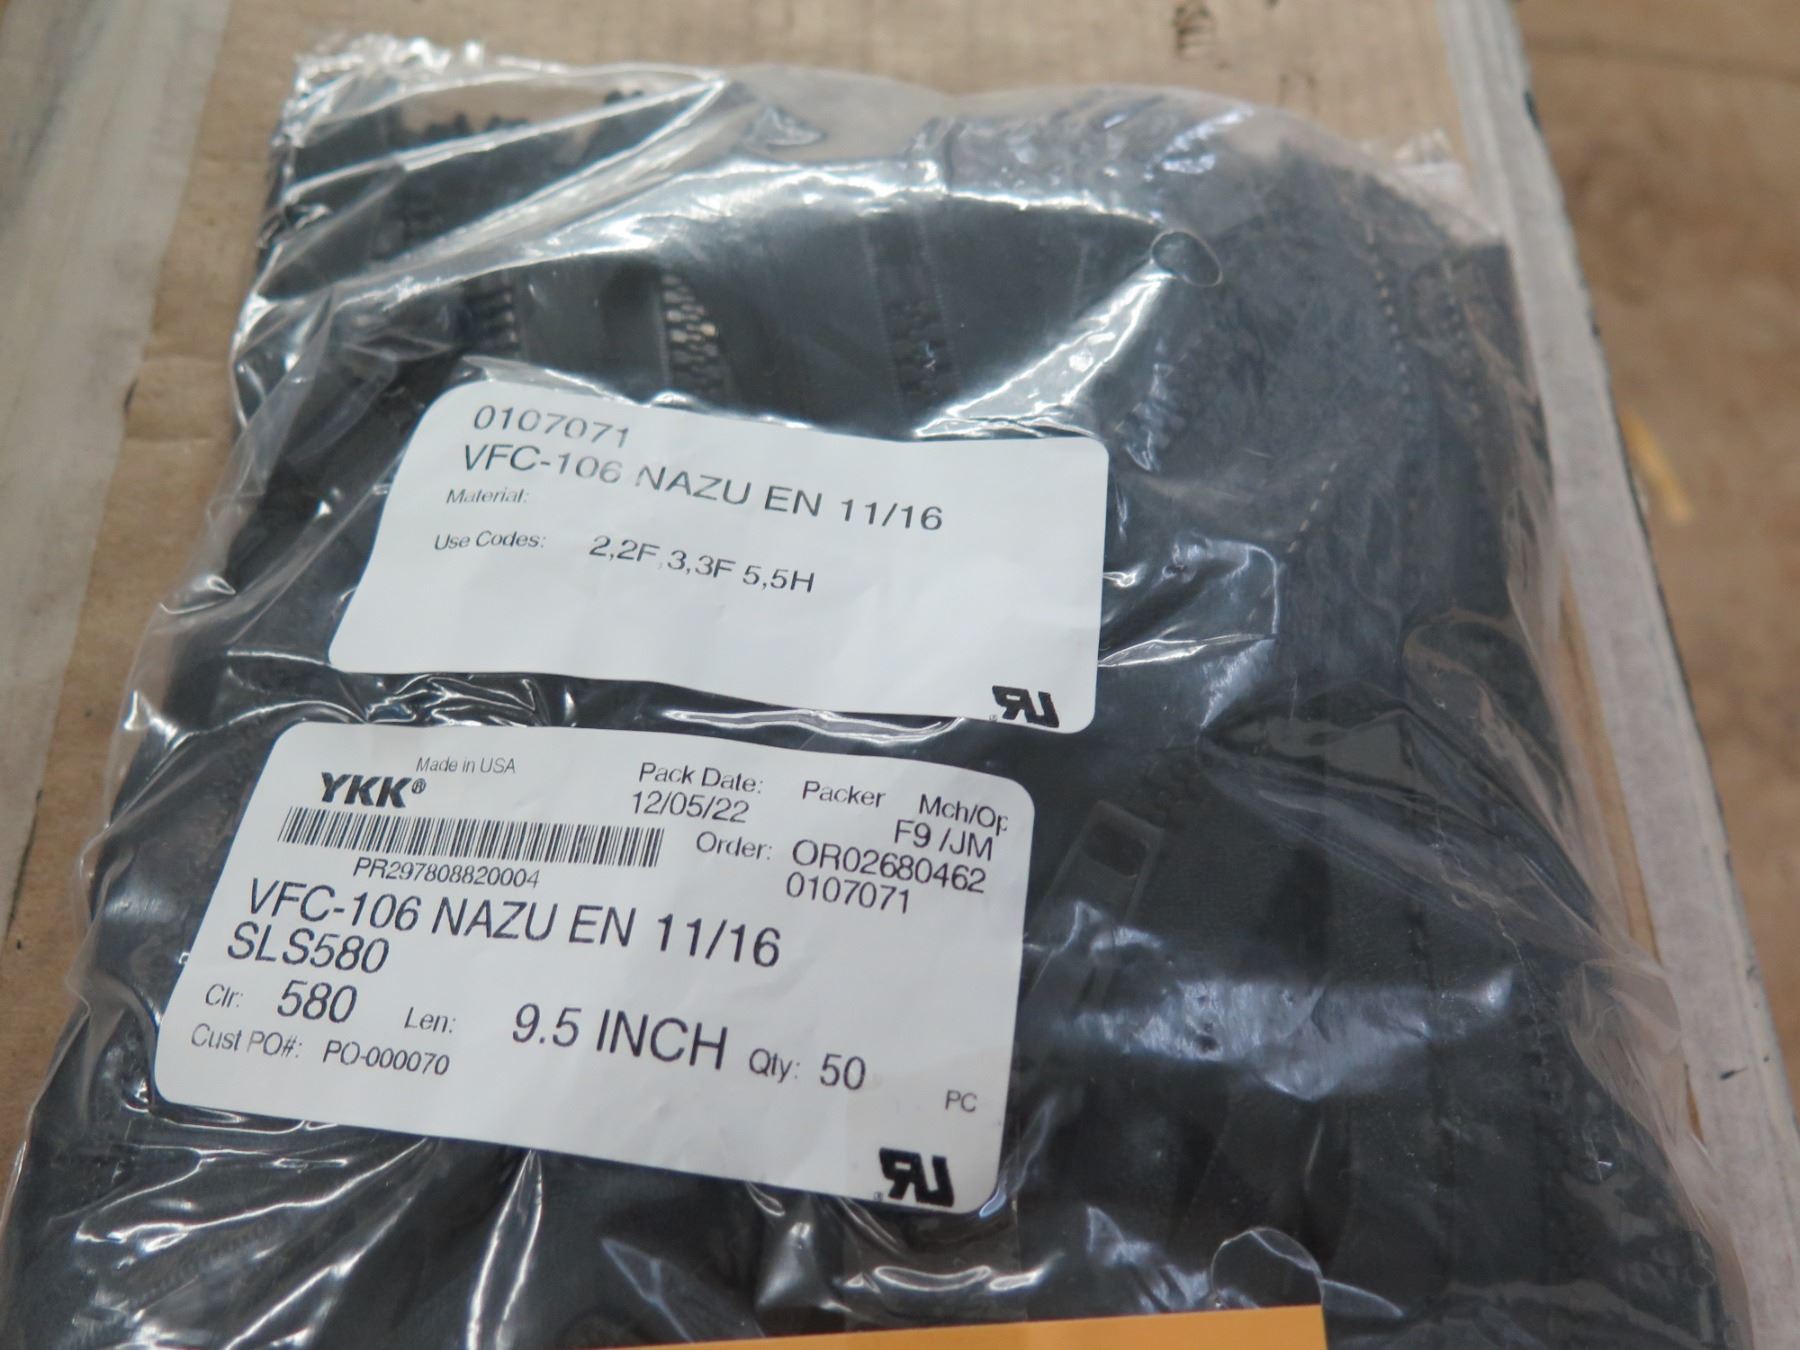 0107071
VFC-106 NAZU EN 11/16
Material:
Use Codes: 2,2F,3,3F 5,5H
Made in USA
YKK®
Pack Date: Packer Mch/Op
12/05/22 F9 /JM
Order: OR02680462
0107071
PR297808820004
VFC-106 NAZU EN 11/16
SLS580
Clr: 580 Len: 9.5 INCH Qty: 50 PC
Cust PO#: PO-000070